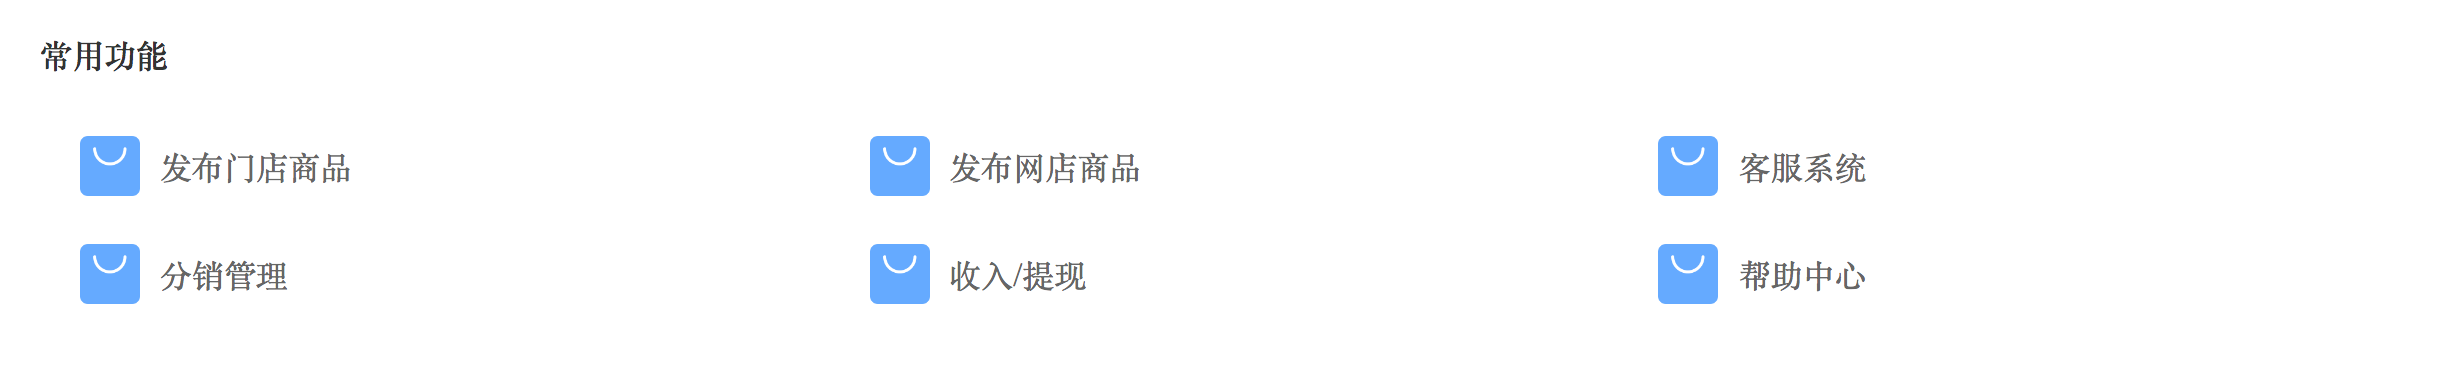 常用功能
发布门店商品
发布网店商品
客服系统
分销管理
收入/提现
帮助中心